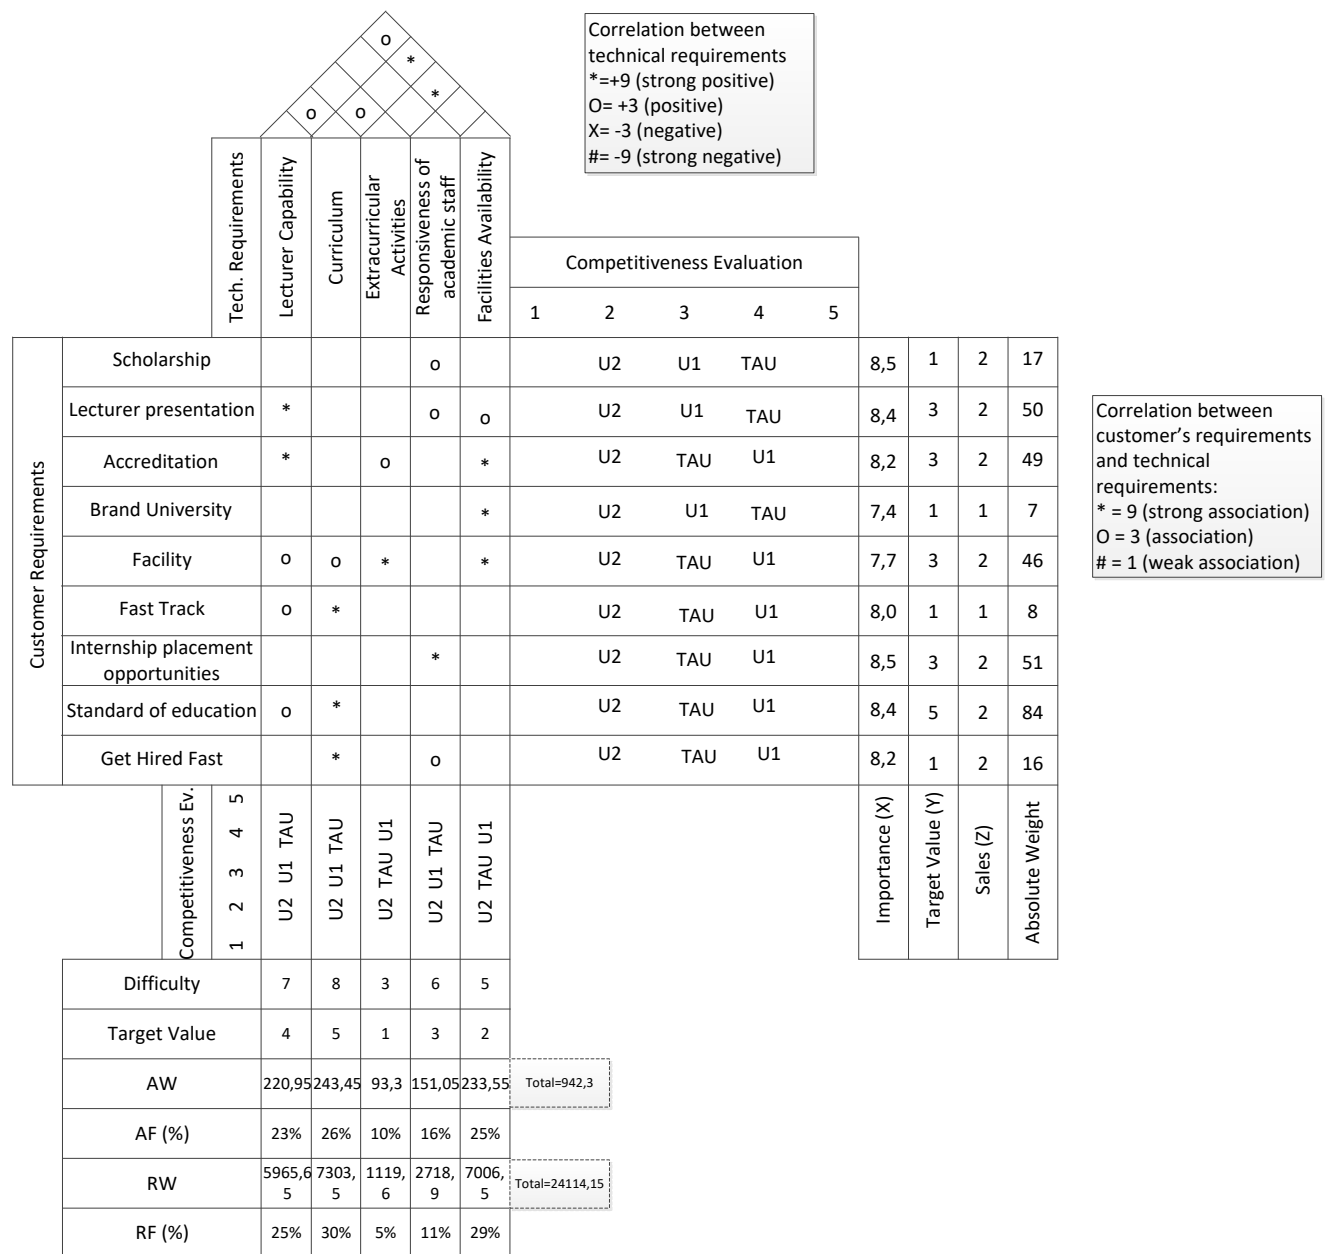 Correlation between
technical requirements
*=+9 (strong positive)
O= +3 (positive)
X= -3 (negative)
#= -9 (strong negative)
o
*
*
o o
Tech. Requirements
Lecturer Capability
Curriculum
Extracurricular
Activities
Responsiveness of
academic staff
Facilities Availability
Competitiveness Evaluation
1 2 3 4 5
Customer Requirements
Scholarship o U2 U1 TAU 8,5 1 2 17
Lecturer presentation * o o U2 U1 TAU 8,4 3 2 50
Accreditation * o * U2 TAU U1 8,2 3 2 49
Brand University * U2 U1 TAU 7,4 1 1 7
Facility o o * * U2 TAU U1 7,7 3 2 46
Fast Track o * U2 TAU U1 8,0 1 1 8
Internship placement
opportunities * U2 TAU U1 8,5 3 2 51
Standard of education o * U2 TAU U1 8,4 5 2 84
Get Hired Fast * o U2 TAU U1 8,2 1 2 16
Correlation between
customer's requirements
and technical
requirements:
* = 9 (strong association)
O = 3 (association)
# = 1 (weak association)
Competitiveness Ev.
1 2 3 4 5
U2 U1 TAU
U2 U1 TAU
U2 TAU U1
U2 U1 TAU
U2 TAU U1
Importance (X)
Target Value (Y)
Sales (Z)
Absolute Weight
Difficulty 7 8 3 6 5
Target Value 4 5 1 3 2
AW 220,95 243,45 93,3 151,05 233,55 Total=942,3
AF (%) 23% 26% 10% 16% 25%
RW 5965,65 7303,5 1119,6 2718,9 7006,5 Total=24114,15
RF (%) 25% 30% 5% 11% 29%